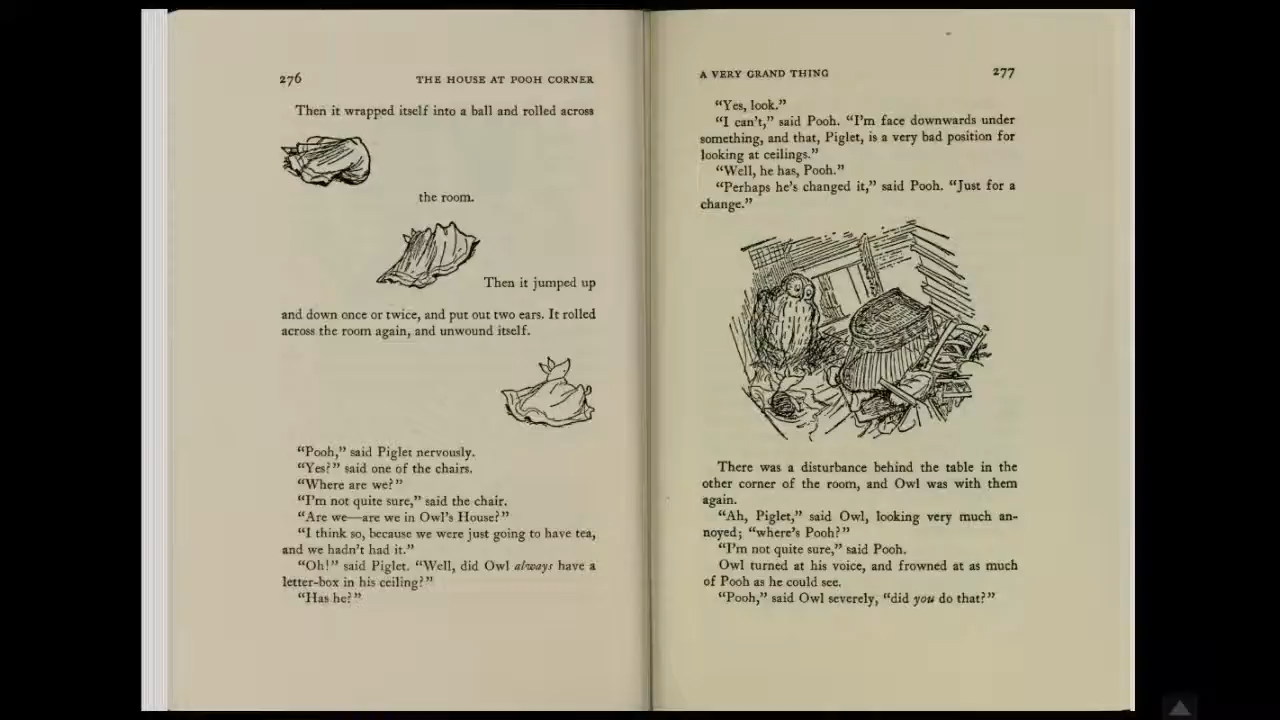 276
THE HOUSE AT POOH CORNER
Then it wrapped itself into a ball and rolled across
the room.
Then it jumped up
and down once or twice, and put out two ears. It rolled
across the room again, and unwound itself.
“Pooh,” said Piglet nervously.
“Yes?” said one of the chairs.
“Where are we?”
“I'm not quite sure,” said the chair.
“Are we—are we in Owl's House?”
“I think so, because we were just going to have tea,
and we hadn't had it.”
“Oh!” said Piglet. “Well, did Owl always have a
letter-box in his ceiling?”
“Has he?”
A VERY GRAND THING
277
“Yes, look.”
“I can't,” said Pooh. “I'm face downwards under
something, and that, Piglet, is a very bad position for
looking at ceilings.”
“Well, he has, Pooh.”
“Perhaps he's changed it,” said Pooh. “Just for a
change.”
There was a disturbance behind the table in the
other corner of the room, and Owl was with them
again.
“Ah, Piglet,” said Owl, looking very much an-
noyed; “where's Pooh?”
“I'm not quite sure,” said Pooh.
Owl turned at his voice, and frowned at as much
of Pooh as he could see.
“Pooh,” said Owl severely, “did you do that?”